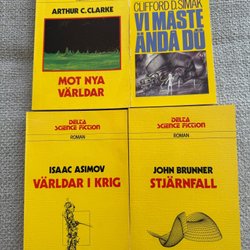 ARTHUR C. CLARKE
MOT NYA
VÄRLDAR
CLIFFORD D. SIMAK
VI MÅSTE
ÄNDÅ DÖ
DELTA
SCIENCE FICTION
ROMAN
ISAAC ASIMOV
VÄRLDAR I KRIG
DELTA
SCIENCE FICTION
ROMAN
JOHN BRUNNER
STJÄRNFALL